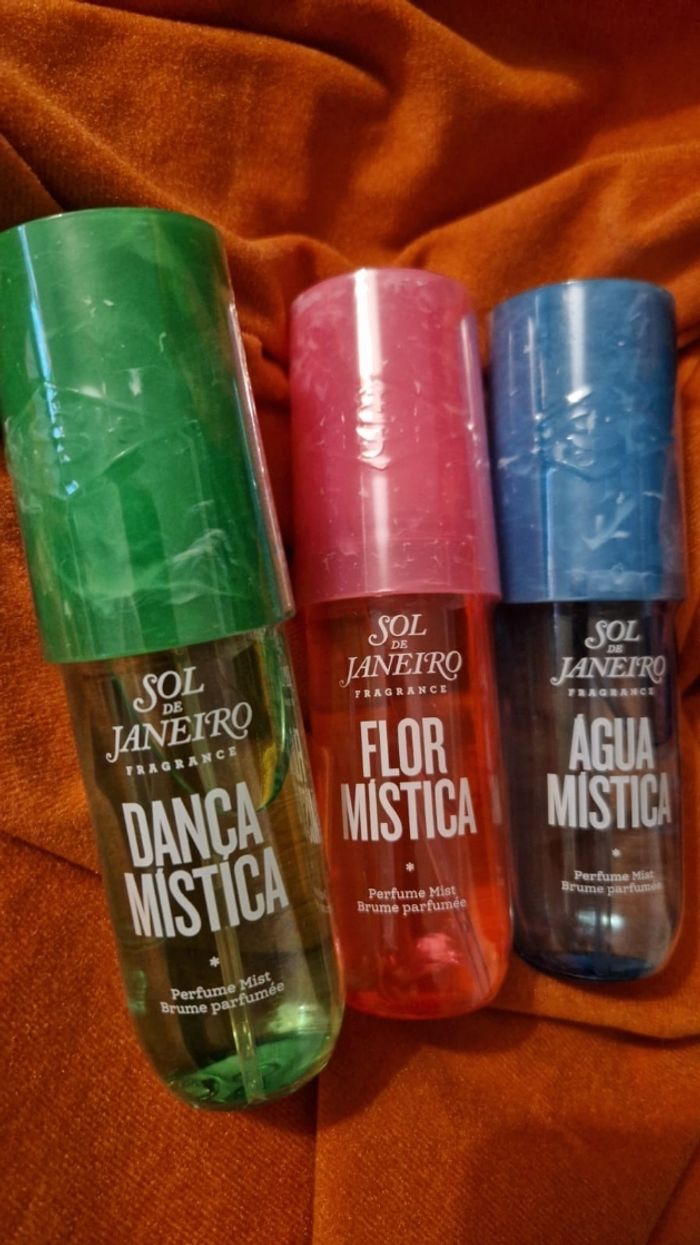 SOL
DE
JANEIRO
FRAGRANCE
DANÇA
MÍSTICA
Perfume Mist
Brume parfumée
SOL
DE
JANEIRO
FRAGRANCE
FLOR
MÍSTICA
Perfume Mist
Brume parfumée
SOL
DE
JANEIRO
FRAGRANCE
ÁGUA
MÍSTICA
Perfume Mist
Brume parfumée